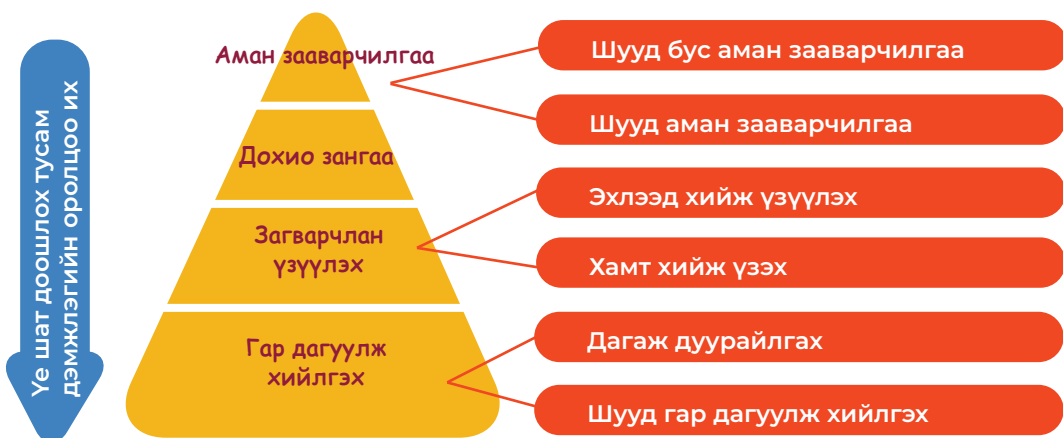 Үе шат доошлох тусам
дэмжлэгийн оролцоо их
Аман зааварчилгаа
Шууд бус аман зааварчилгаа
Шууд аман зааварчилгаа
Дохио зангаа
Загварчлан
үзүүлэх
Эхлээд хийж үзүүлэх
Хамт хийж үзэх
Гар дагуулж
хийлгэх
Дагаж дуурайлгах
Шууд гар дагуулж хийлгэх